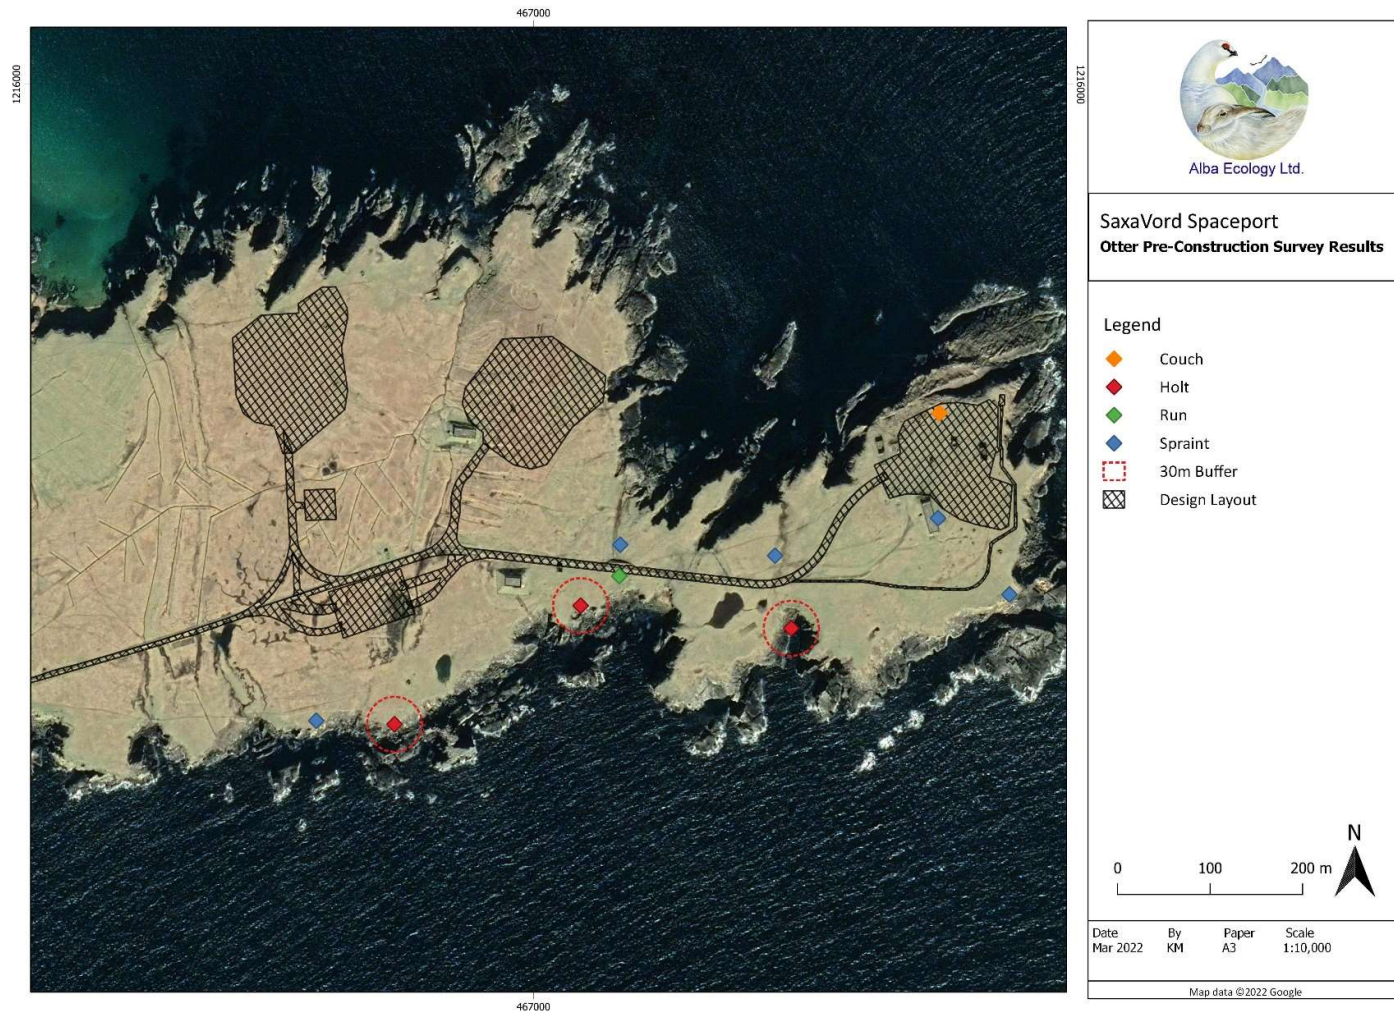 467000
1216000
1216000
Alba Ecology Ltd.
SaxaVord Spaceport
Otter Pre-Construction Survey Results
Legend
Couch
Holt
Run
Spraint
30m Buffer
Design Layout
N
0 100 200 m
Date By Paper Scale
Mar 2022 KM A3 1:10,000
Map data ©2022 Google
467000